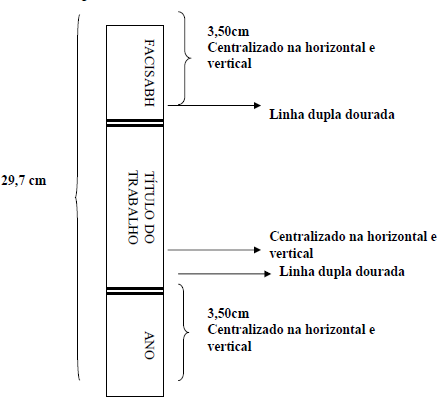 3,50cm
Centralizado na horizontal e
vertical
FACISABH
Linha dupla dourada
29,7 cm
TÍTULO DO
TRABALHO
Centralizado na horizontal e
vertical
Linha dupla dourada
3,50cm
Centralizado na horizontal e
vertical
ANO